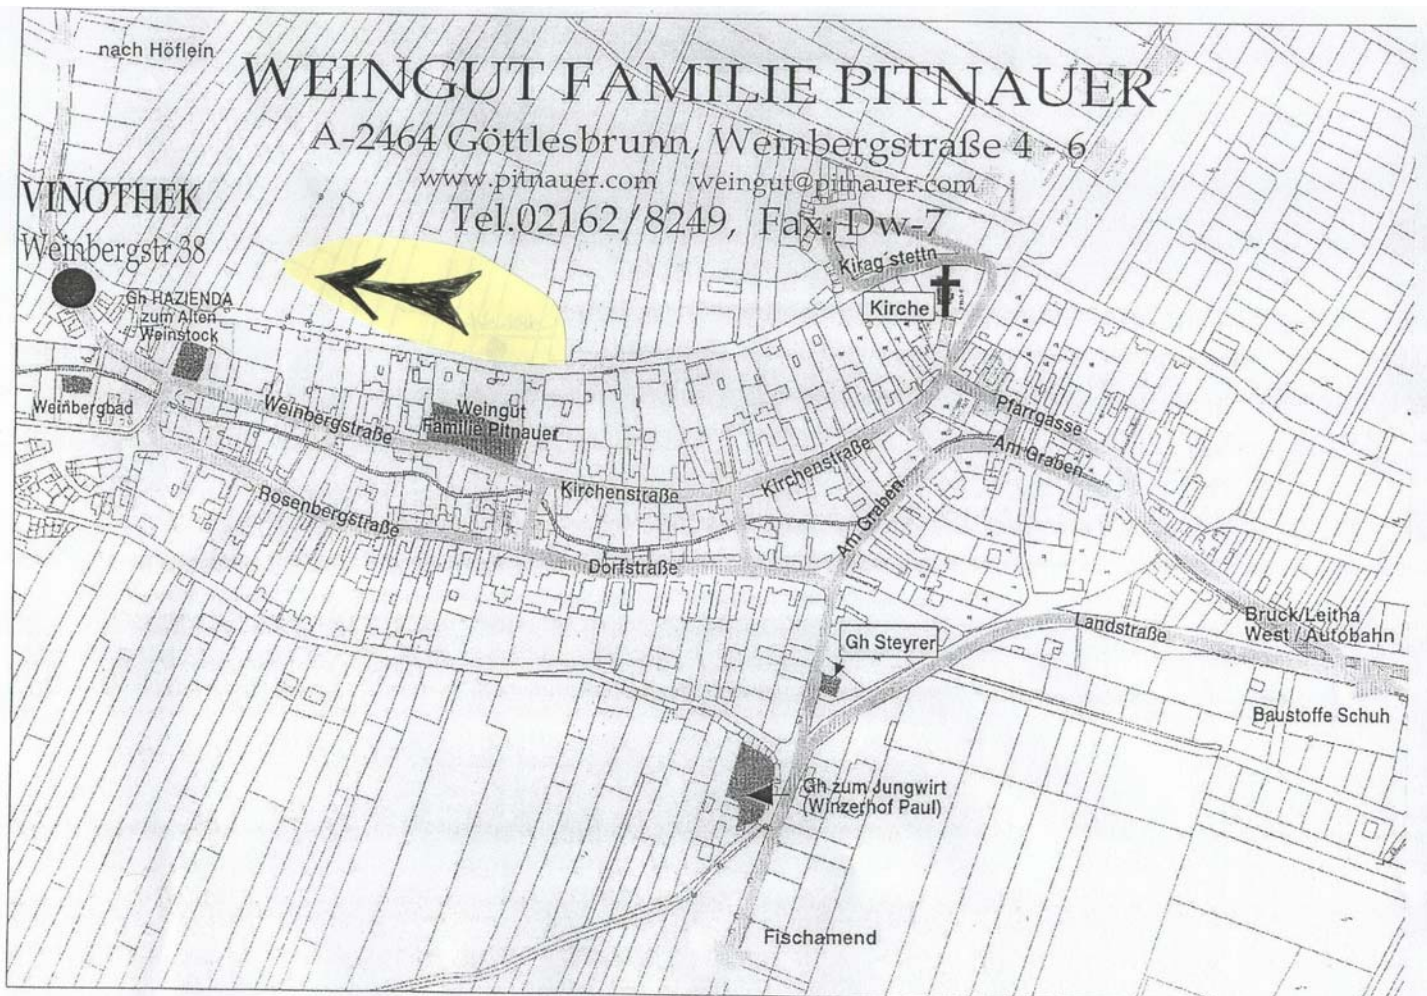 nach Höflein
WEINGUT FAMILIE PITNAUER
A-2464 Göttlesbrunn, Weinbergstraße 4 - 6
www.pitnauer.com weingut@pitnauer.com
Tel.02162/8249, Fax: Dw-7
VINOTHEK
Weinbergstr.38
Gh HAZIENDA
zum Alten
Weinstock
Weinbergbad
Kirag´stettn
Kirche
Weinbergstraße
Weingut
Familie Pitnauer
Kirchenstraße
Kirchenstraße
Pfarrgasse
Am Graben
Am Graben
Rosenbergstraße
Dorfstraße
Gh Steyrer
Landstraße
Bruck/Leitha
West / Autobahn
Baustoffe Schuh
Gh zum Jungwirt
(Winzerhof Paul)
Fischamend